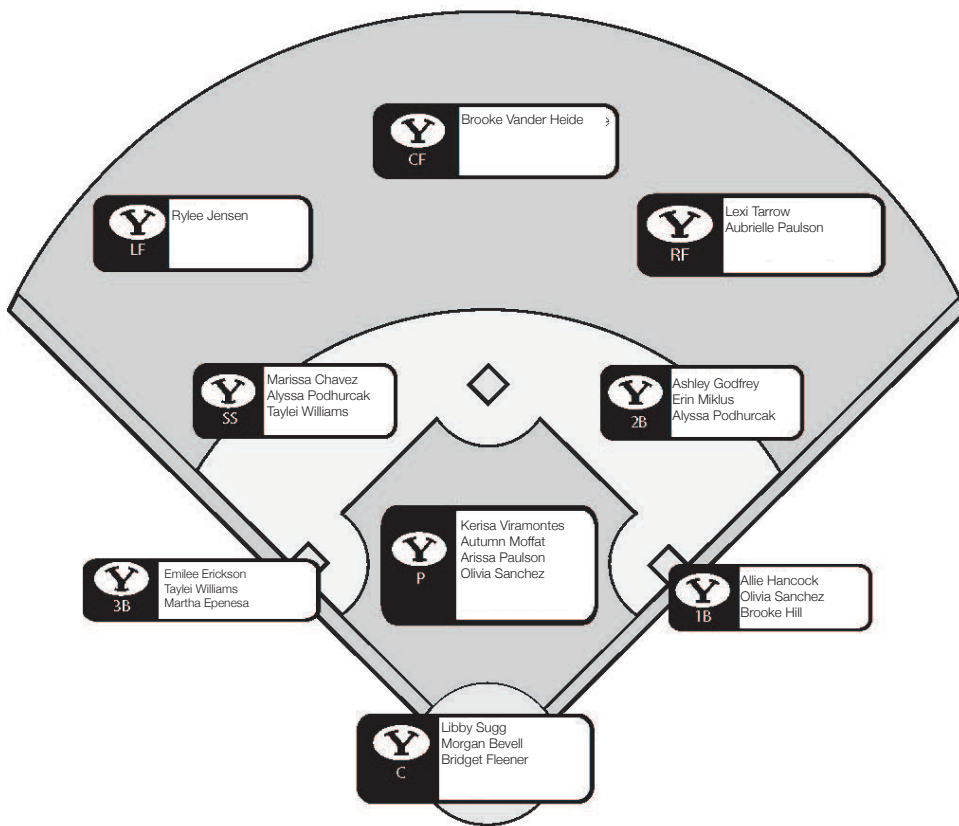 Brooke Vander Heide
Y
CF
Rylee Jensen
Y
LF
Lexi Tarrow
Aubrielle Paulson
Y
RF
Marissa Chavez
Alyssa Podhurcak
Taylei Williams
Y
SS
Ashley Godfrey
Erin Miklus
Alyssa Podhurcak
Y
2B
Kerisa Viramontes
Autumn Moffat
Arissa Paulson
Olivia Sanchez
Y
P
Emilee Erickson
Taylei Williams
Martha Epenesa
Y
3B
Allie Hancock
Olivia Sanchez
Brooke Hill
Y
1B
Libby Sugg
Morgan Bevell
Bridget Fleener
Y
C